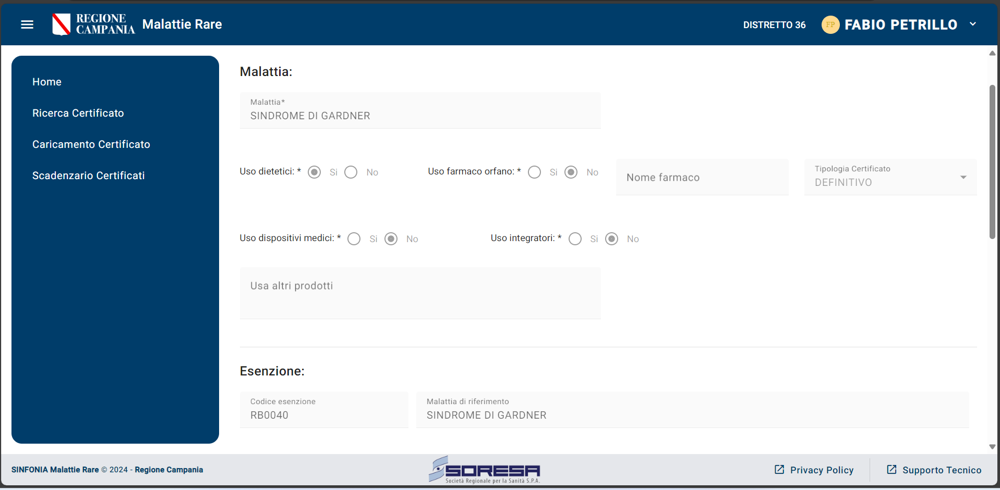 REGIONE
CAMPANIA
Malattie Rare
DISTRETTO 36
FP
FABIO PETRILLO
Home
Ricerca Certificato
Caricamento Certificato
Scadenzario Certificati
Malattia:
Malattia*
SINDROME DI GARDNER
Uso dietetici: * Si No
Uso farmaco orfano: * Si No
Nome farmaco
Tipologia Certificato
DEFINITIVO
Uso dispositivi medici: * Si No
Uso integratori: * Si No
Usa altri prodotti
Esenzione:
Codice esenzione
RB0040
Malattia di riferimento
SINDROME DI GARDNER
SINFONIA Malattie Rare © 2024 - Regione Campania
SORESA
Società Regionale per la Sanità S.P.A.
Privacy Policy
Supporto Tecnico